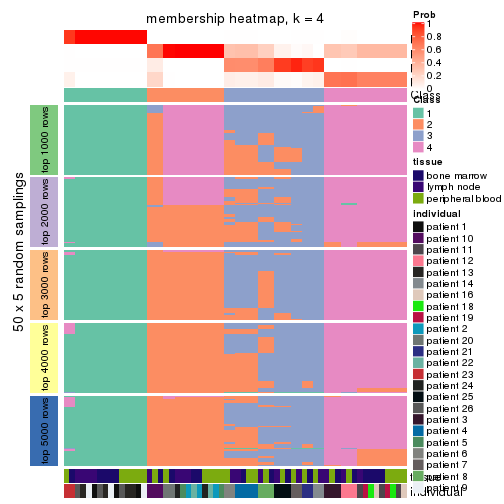 membership heatmap, k = 4
50 x 5 random samplings
top 1000 rows
top 2000 rows
top 3000 rows
top 4000 rows
top 5000 rows
Prob
1
0.8
0.6
0.4
0.2
0
Class
Class
1
2
3
4
tissue
bone marrow
lymph node
peripheral blood
individual
patient 1
patient 10
patient 11
patient 12
patient 13
patient 14
patient 16
patient 18
patient 19
patient 2
patient 20
patient 21
patient 22
patient 23
patient 24
patient 25
patient 26
patient 3
patient 4
patient 5
patient 6
patient 7
patient 8
patient 9
individual